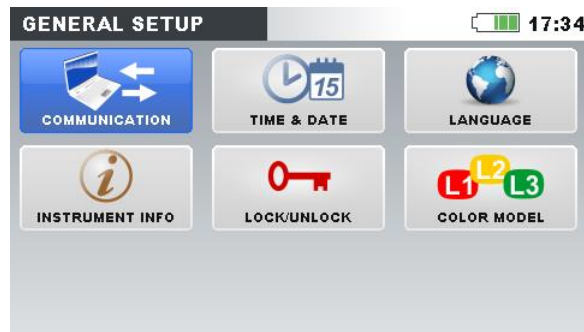 GENERAL SETUP
17:34
15
COMMUNICATION
TIME & DATE
LANGUAGE
i
L1
L2
L3
INSTRUMENT INFO
LOCK/UNLOCK
COLOR MODEL